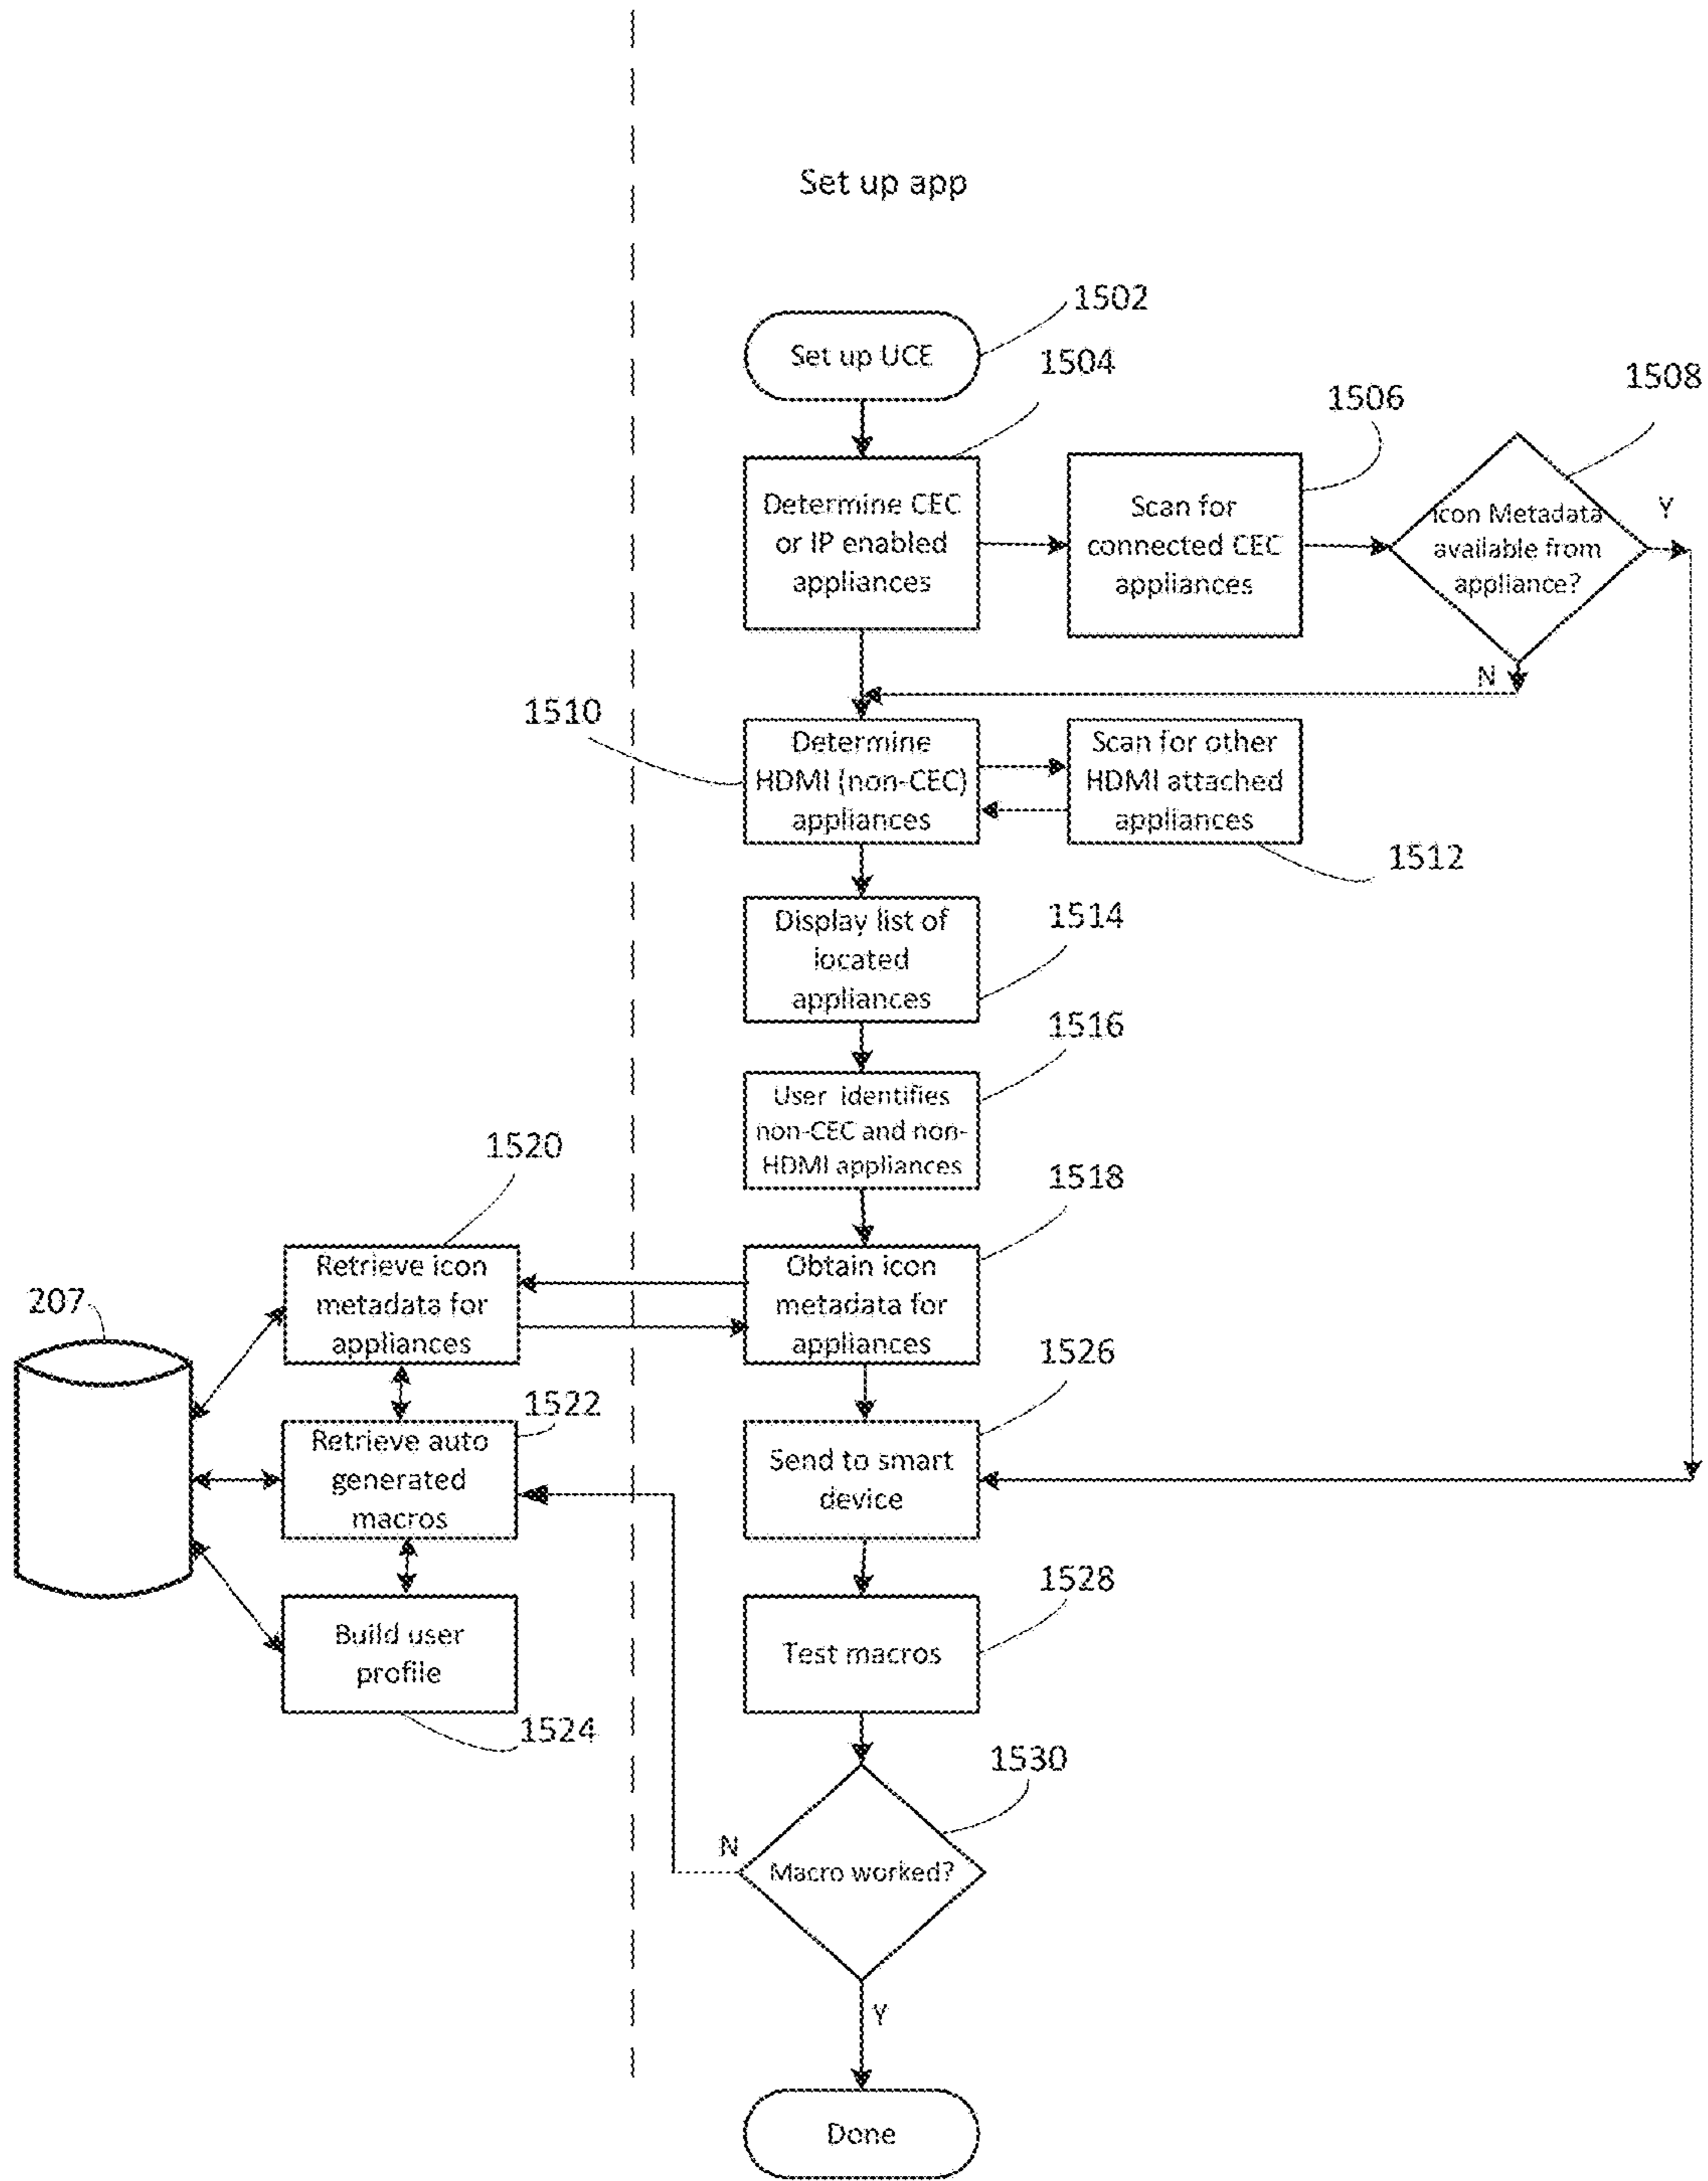 Set up app
1502
Set up UCE
1504
1506
1508
Determine CEC
or IP enabled
appliances
Scan for
connected CEC
appliances
Icon Metadata
available from
appliance?
Y
N
1510
Determine
HDMI (non-CEC)
appliances
Scan for other
HDMI attached
appliances
1512
Display list of
located
appliances
1514
1516
User identifies
non-CEC and non-
HDMI appliances
1518
1520
Retrieve icon
metadata for
appliances
Obtain icon
metadata for
appliances
207
1522
1526
Retrieve auto
generated
macros
Send to smart
device
1528
Build user
profile
1524
Test macros
1530
N
Macro worked?
Y
Done